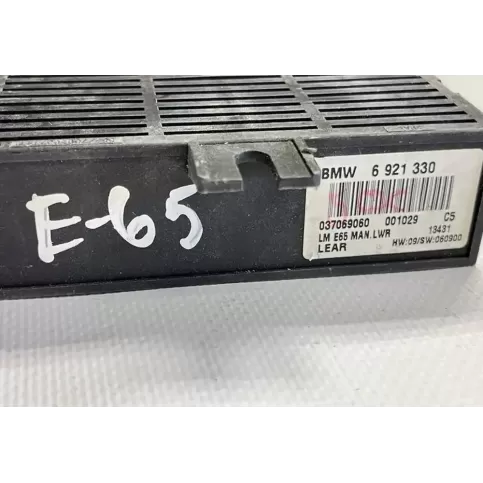 E-65
BMW 6 921 330
037069060 001029 C5
LM E65 MAN.LWR 13431
LEAR HW:09/SW:060900